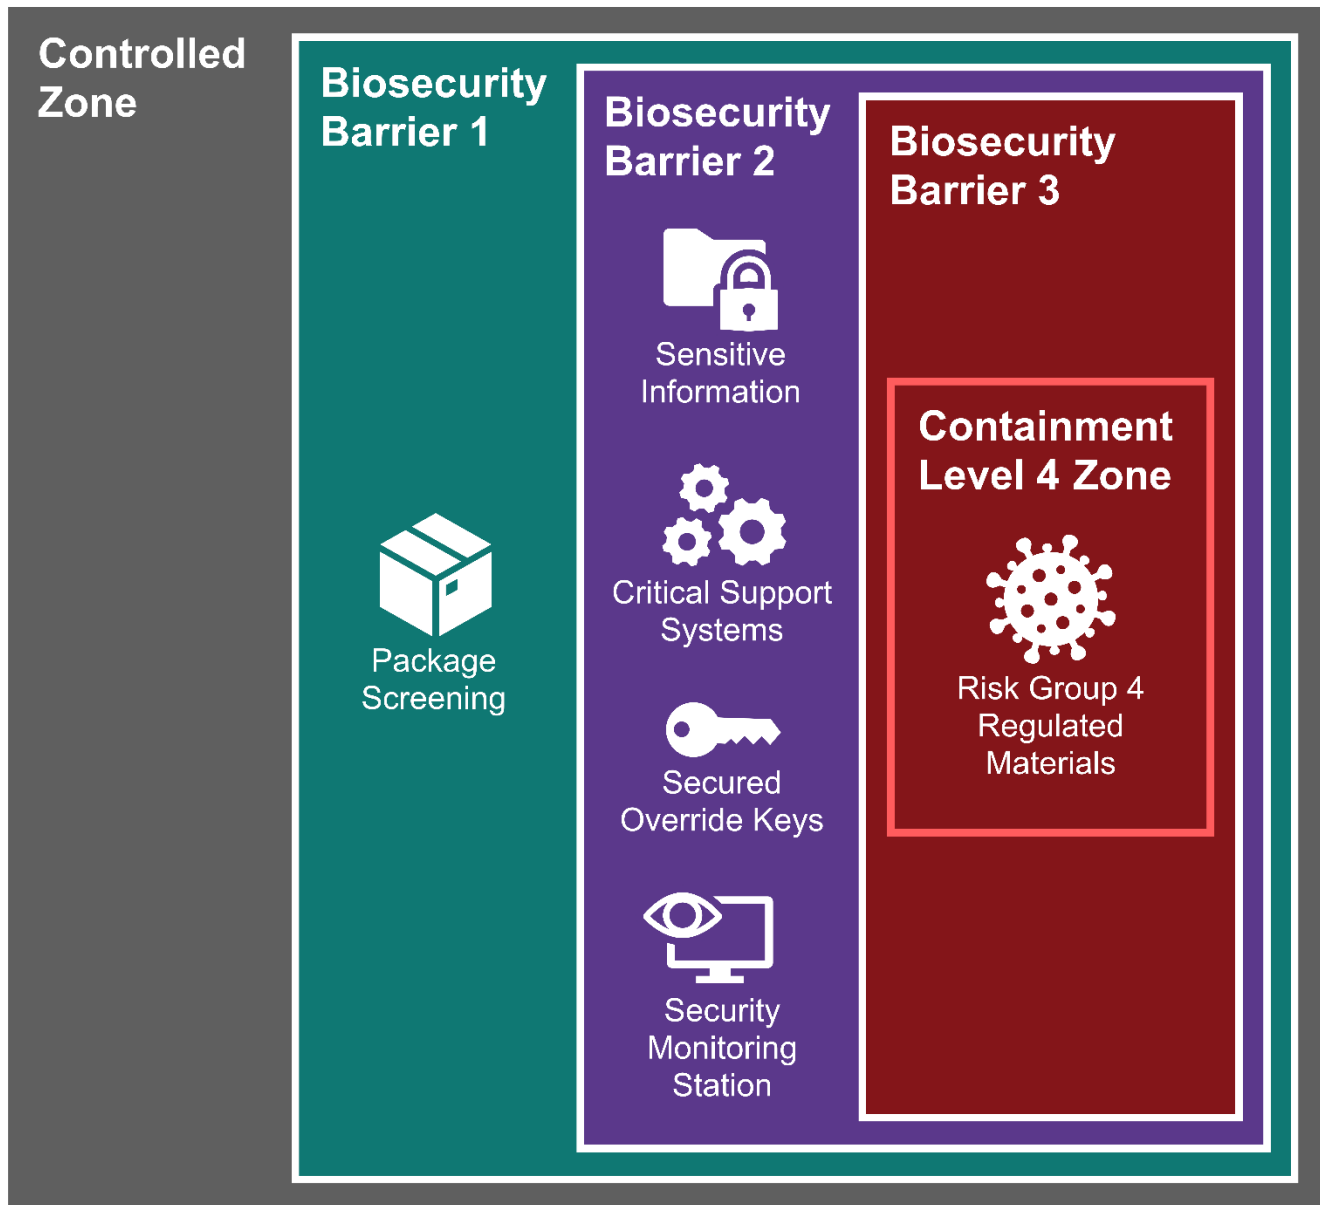 Controlled
Zone
Biosecurity
Barrier 1
Package
Screening
Biosecurity
Barrier 2
Sensitive
Information
Critical Support
Systems
Secured
Override Keys
Security
Monitoring
Station
Biosecurity
Barrier 3
Containment
Level 4 Zone
Risk Group 4
Regulated
Materials